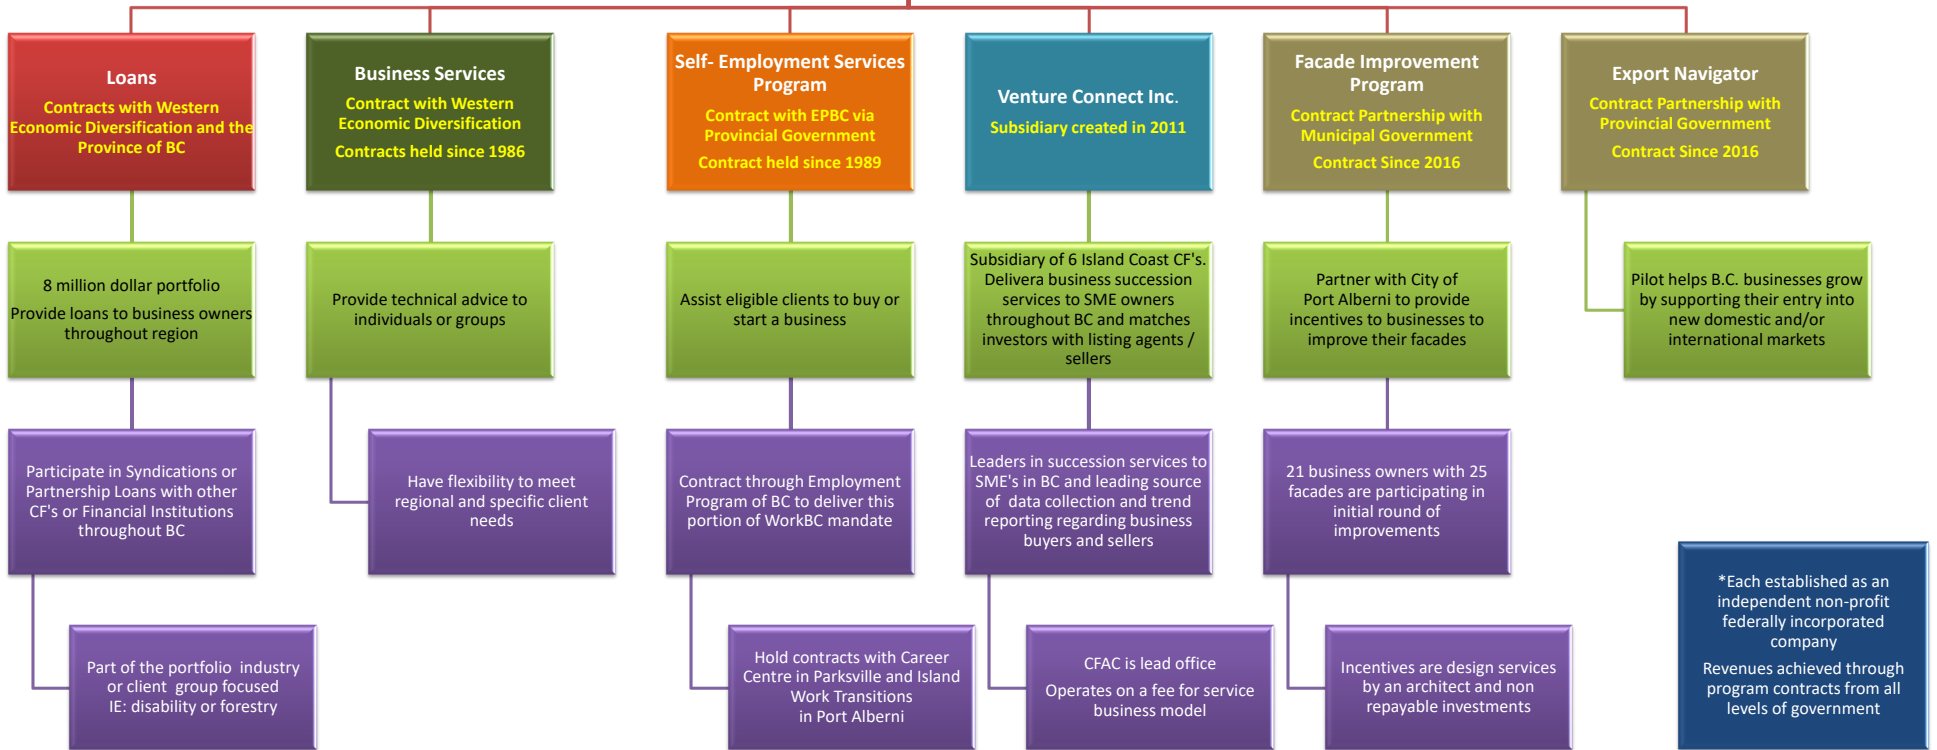 Loans
Contracts with Western
Economic Diversification and the
Province of BC
Business Services
Contract with Western
Economic Diversification
Contracts held since 1986
Self- Employment Services
Program
Contract with EPBC via
Provincial Government
Contract held since 1989
Venture Connect Inc.
Subsidiary created in 2011
Facade Improvement
Program
Contract Partnership with
Municipal Government
Contract Since 2016
Export Navigator
Contract Partnership with
Provincial Government
Contract Since 2016
8 million dollar portfolio
Provide loans to business owners
throughout region
Provide technical advice to
individuals or groups
Assist eligible clients to buy or
start a business
Subsidiary of 6 Island Coast CF's.
Delivera business succession
services to SME owners
throughout BC and matches
investors with listing agents /
sellers
Partner with City of
Port Alberni to provide
incentives to businesses to
improve their facades
Pilot helps B.C. businesses grow
by supporting their entry into
new domestic and/or
international markets
Participate in Syndications or
Partnership Loans with other
CF's or Financial Institutions
throughout BC
Have flexibility to meet
regional and specific client
needs
Contract through Employment
Program of BC to deliver this
portion of WorkBC mandate
Leaders in succession services to
SME's in BC and leading source
of data collection and trend
reporting regarding business
buyers and sellers
21 business owners with 25
facades are participating in
initial round of
improvements
Part of the portfolio industry
or client group focused
IE: disability or forestry
Hold contracts with Career
Centre in Parksville and Island
Work Transitions
in Port Alberni
CFAC is lead office
Operates on a fee for service
business model
Incentives are design services
by an architect and non
repayable investments
*Each established as an
independent non-profit
federally incorporated
company
Revenues achieved through
program contracts from all
levels of government